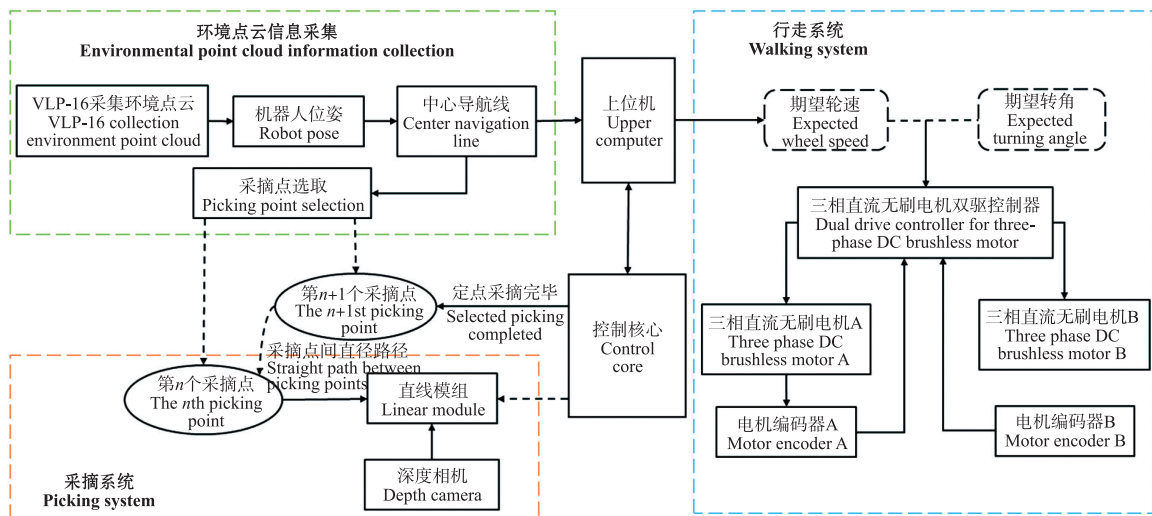 环境点云信息采集
Environmental point cloud information collection
VLP-16采集环境点云
VLP-16 collection
environment point cloud
机器人位姿
Robot pose
中心导航线
Center navigation
line
采摘点选取
Picking point selection
上位机
Upper
computer
行走系统
Walking system
期望轮速
Expected
wheel speed
期望转角
Expected
turning angle
三相直流无刷电机双驱控制器
Dual drive controller for three-
phase DC brushless motor
第n+1个采摘点
The n+1st picking
point
定点采摘完毕
Selected picking
completed
控制核心
Control
core
三相直流无刷电机A
Three phase DC
brushless motor A
三相直流无刷电机B
Three phase DC
brushless motor B
采摘点间直径路径
Straight path between
picking points
第n个采摘点
The nth picking
point
直线模组
Linear module
电机编码器A
Motor encoder A
电机编码器B
Motor encoder B
深度相机
Depth camera
采摘系统
Picking system